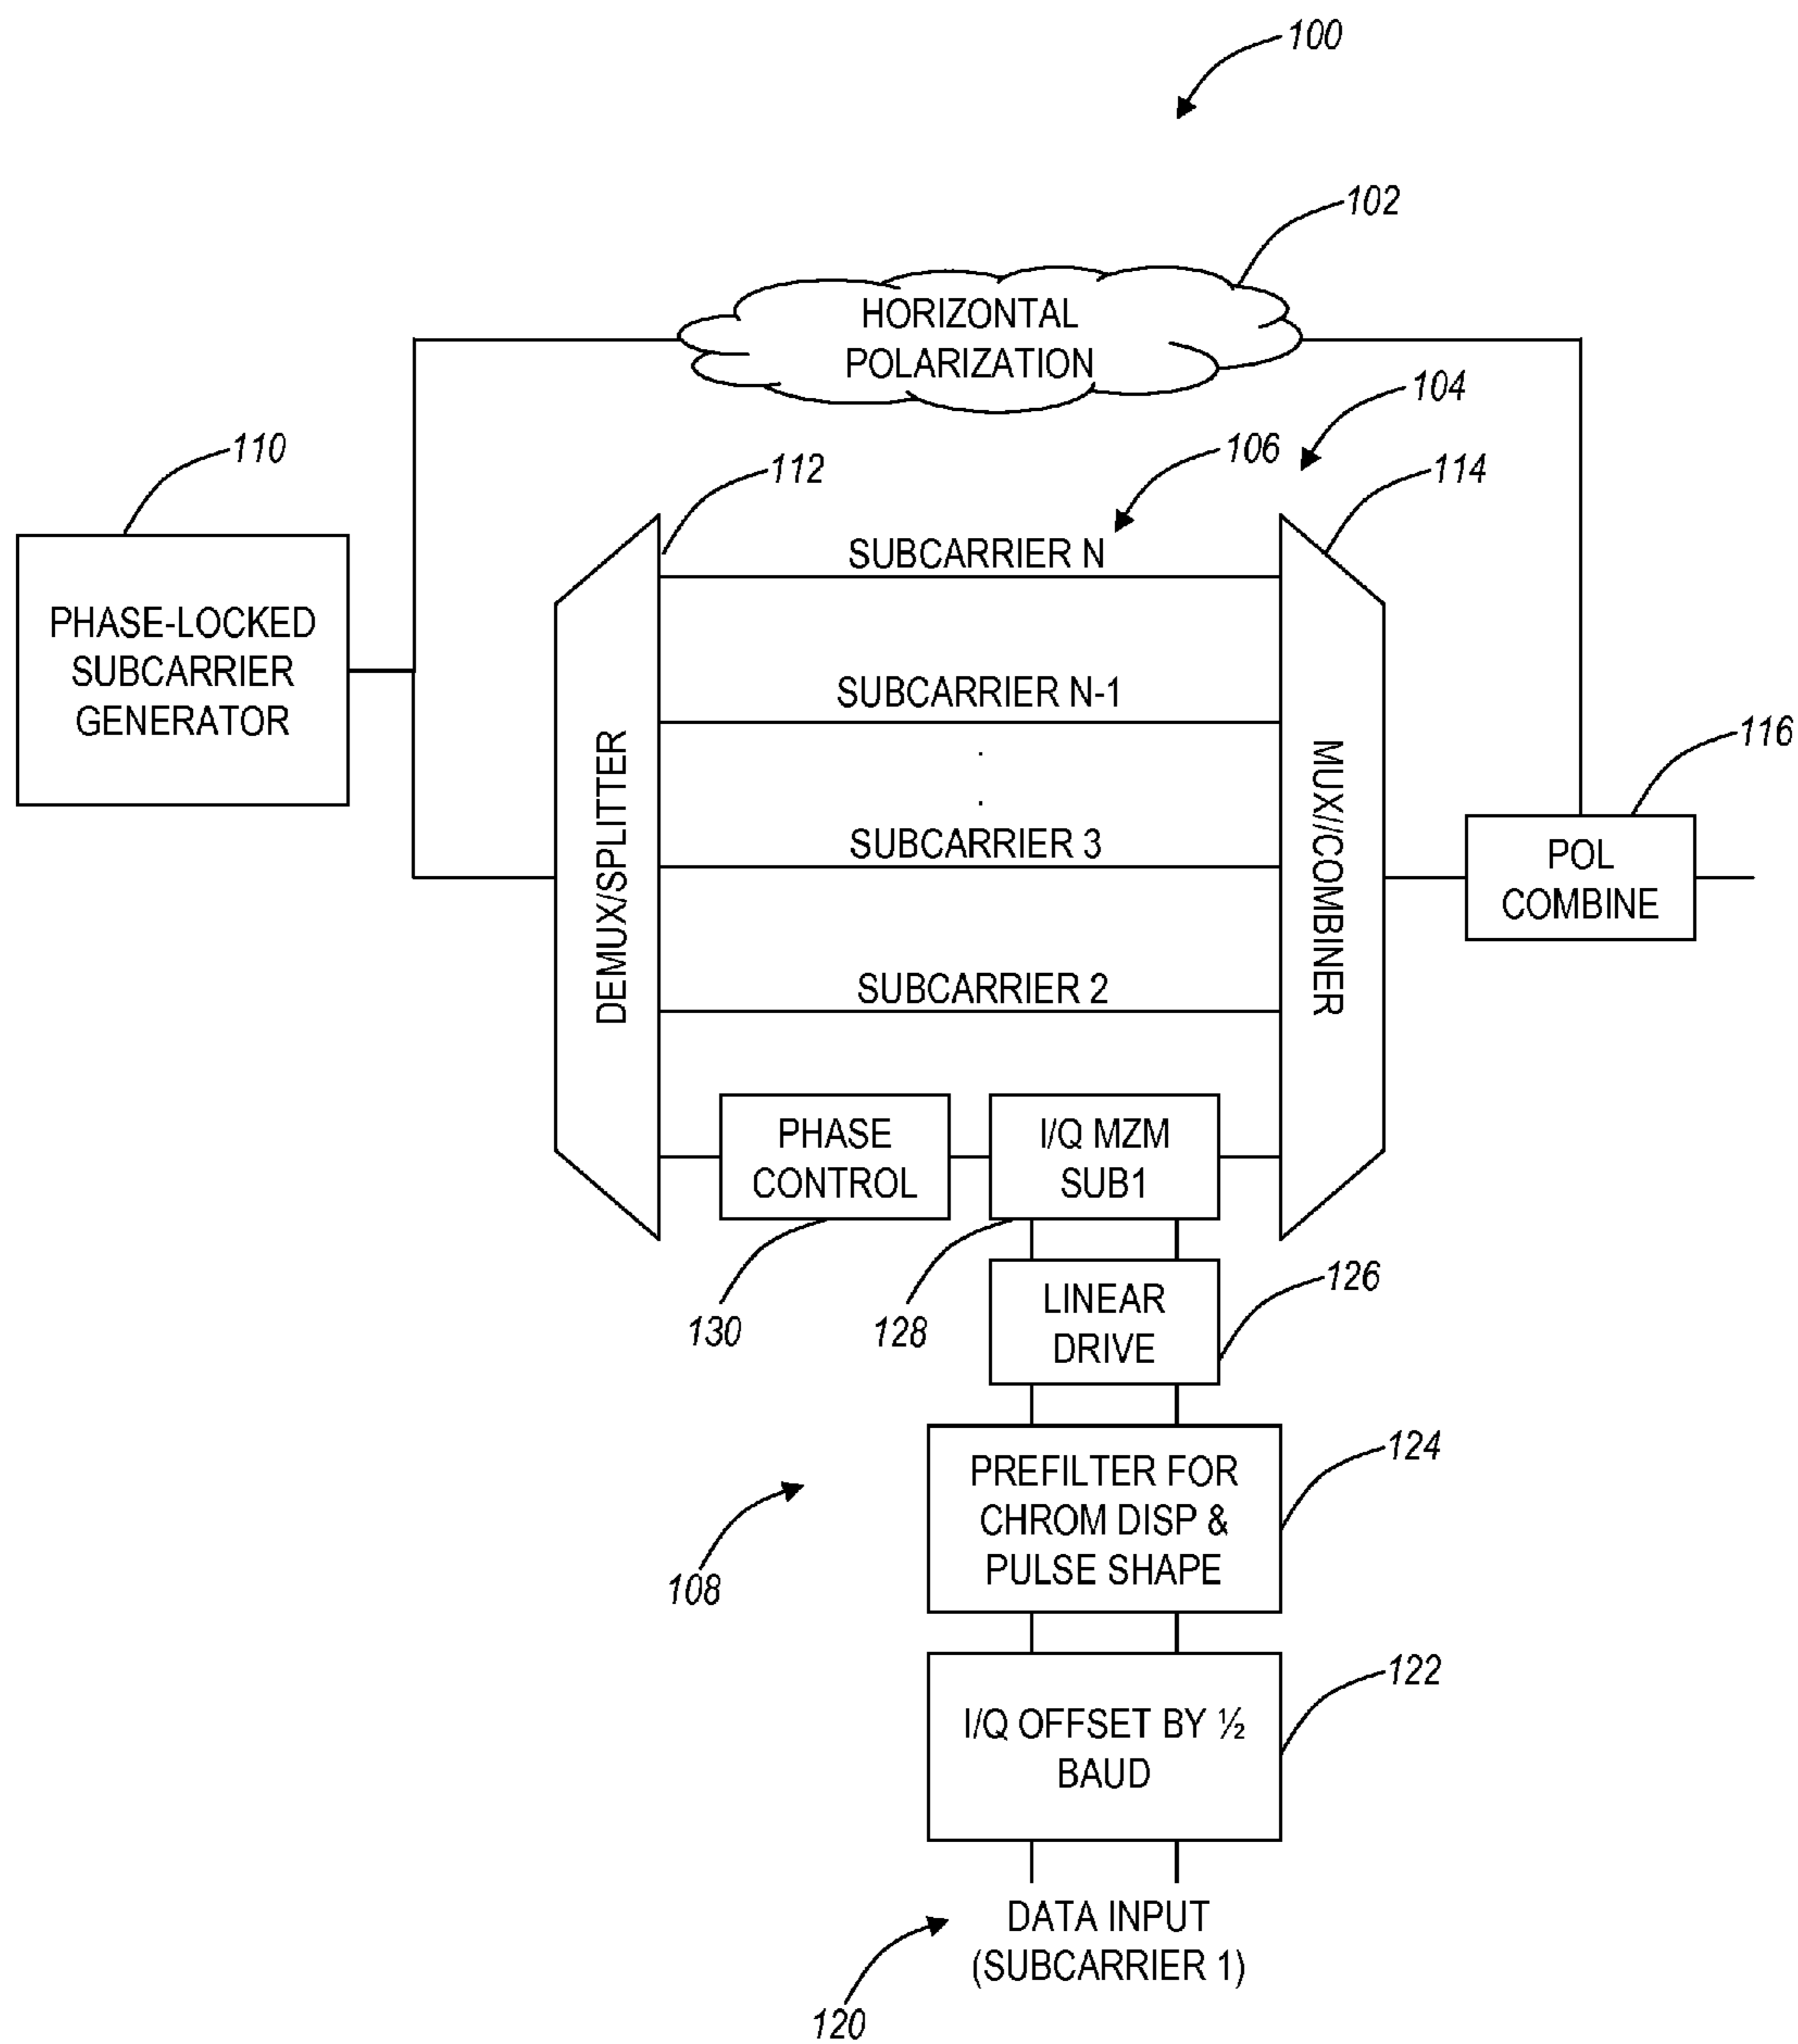 100
102
HORIZONTAL
POLARIZATION
104
106
110
112
114
SUBCARRIER N
PHASE-LOCKED
SUBCARRIER
GENERATOR
SUBCARRIER N-1
.
.
116
DEMUX/SPLITTER
MUX//COMBINER
SUBCARRIER 3
POL
COMBINE
SUBCARRIER 2
PHASE
CONTROL
I/Q MZM
SUB1
130
128
LINEAR
DRIVE
126
PREFILTER FOR
CHROM DISP &
PULSE SHAPE
124
108
I/Q OFFSET BY ½
BAUD
122
DATA INPUT
(SUBCARRIER 1)
120